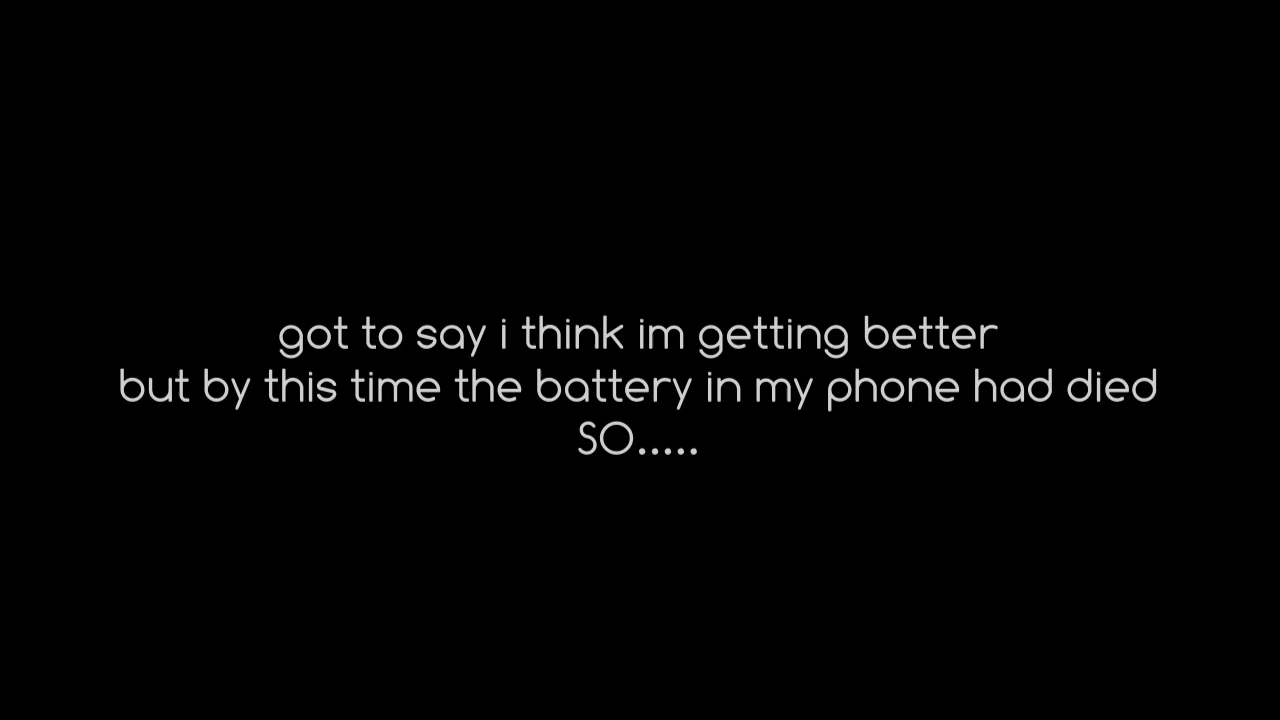 got to say i think im getting better
but by this time the battery in my phone had died
SO.....